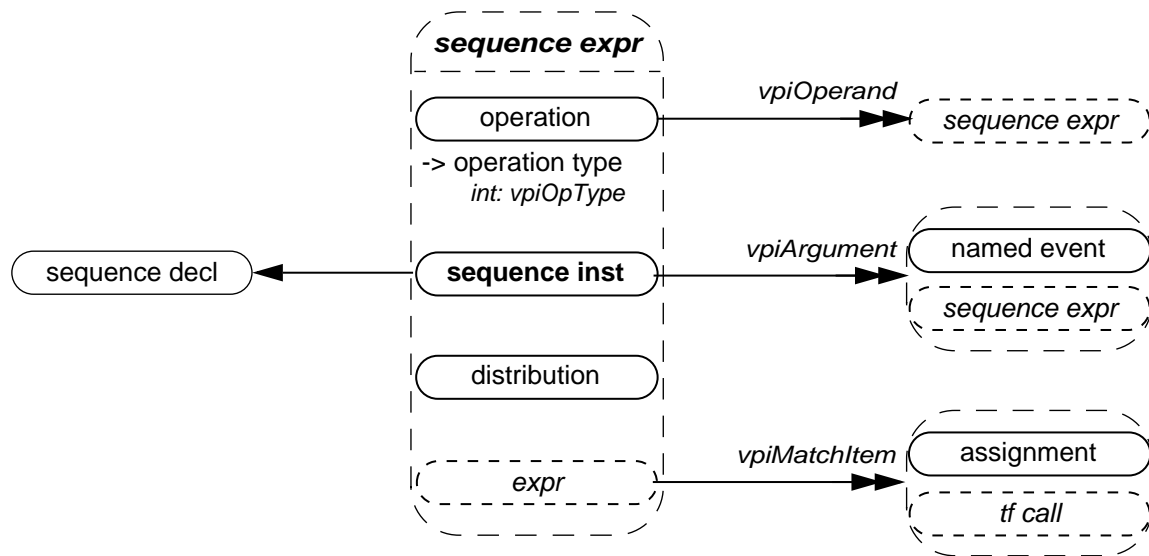 sequence expr
operation
vpiOperand
sequence expr
-> operation type
int: vpiOpType
sequence decl
sequence inst
vpiArgument
named event
sequence expr
distribution
expr
vpiMatchItem
assignment
tf call